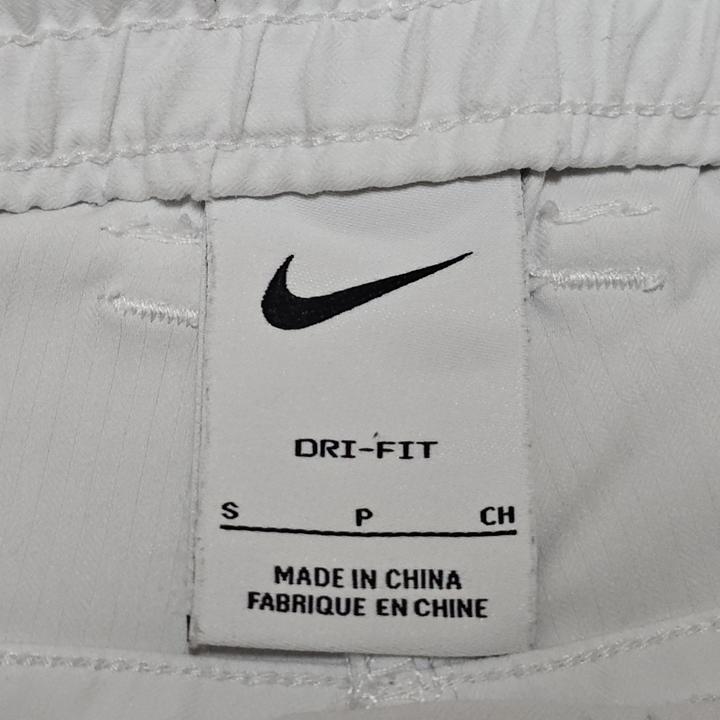 DRI-FIT
S P CH
MADE IN CHINA
FABRIQUE EN CHINE